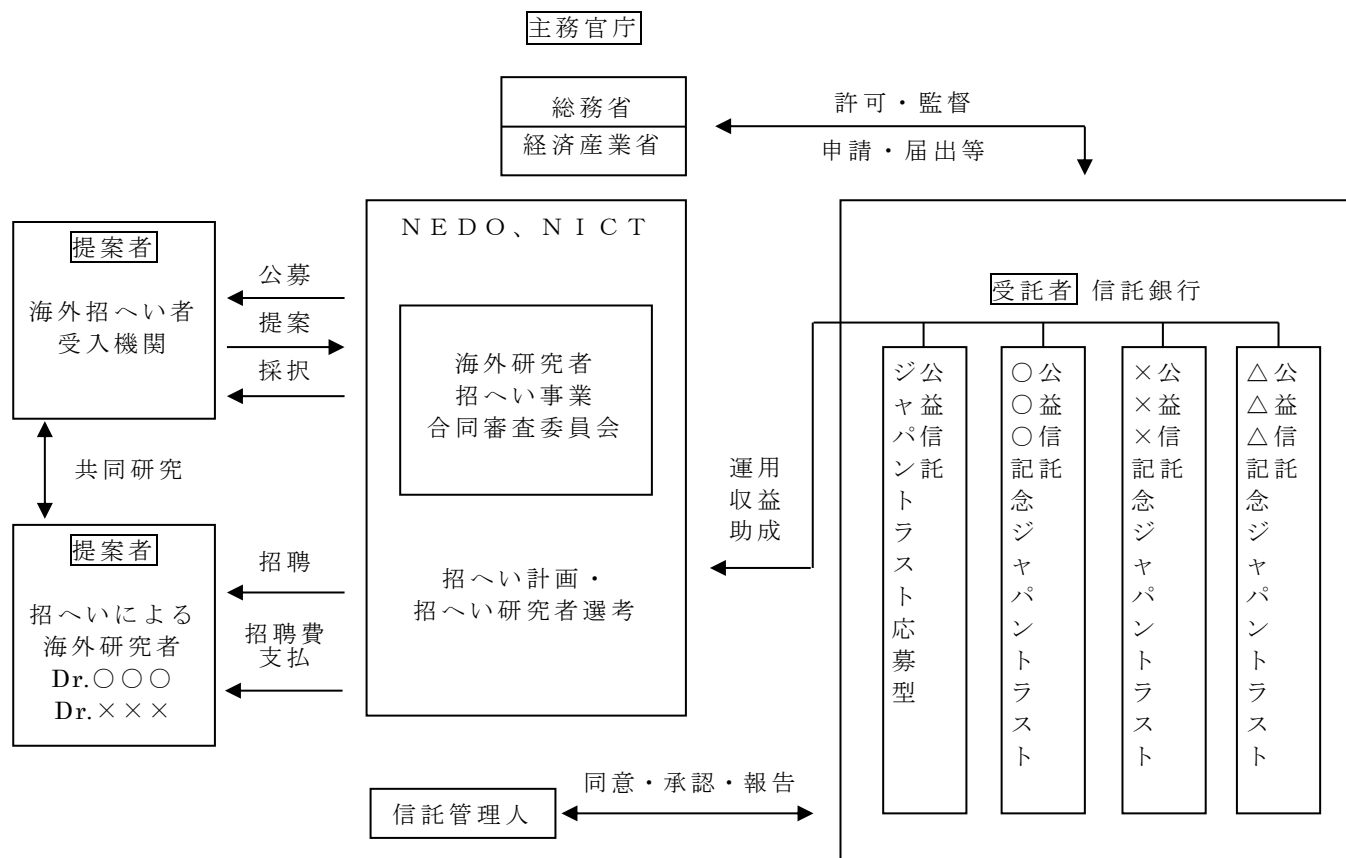 主務官庁
総務省
経済産業省
許可・監督
申請・届出等
提案者
海外招へい者
受入機関
公募
提案
採択
共同研究
提案者
招へいによる
海外研究者
Dr.○○○
Dr.×××
招聘
招聘費
支払
ＮＥＤＯ、ＮＩＣＴ
海外研究者
招へい事業
合同審査委員会
招へい計画・
招へい研究者選考
運用
収益
助成
受託者 信託銀行
公益信託
ジャパントラスト応募型
公益信託
○○○記念ジャパントラスト
公益信託
×××記念ジャパントラスト
公益信託
△△△記念ジャパントラスト
信託管理人
同意・承認・報告